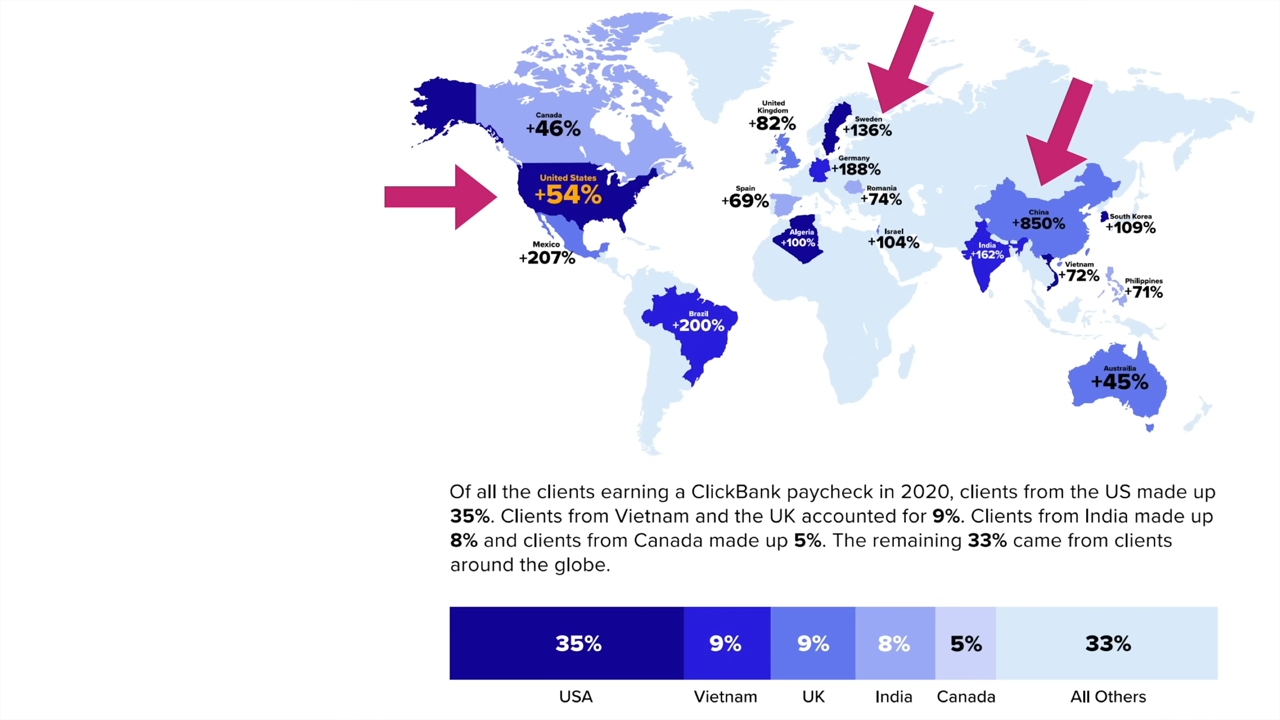 Canada
+46%
United States
+54%
Mexico
+207%
Brazil
+200%
United
Kingdom
+82%
Sweden
+136%
Germany
+188%
Spain
+69%
Romania
+74%
Algeria
+100%
Israel
+104%
China
+850%
South Korea
+109%
India
+162%
Vietnam
+72%
Philippines
+71%
Austrailia
+45%
Of all the clients earning a ClickBank paycheck in 2020, clients from the US made up
35%. Clients from Vietnam and the UK accounted for 9%. Clients from India made up
8% and clients from Canada made up 5%. The remaining 33% came from clients
around the globe.
35% 9% 9% 8% 5% 33%
USA Vietnam UK India Canada All Others